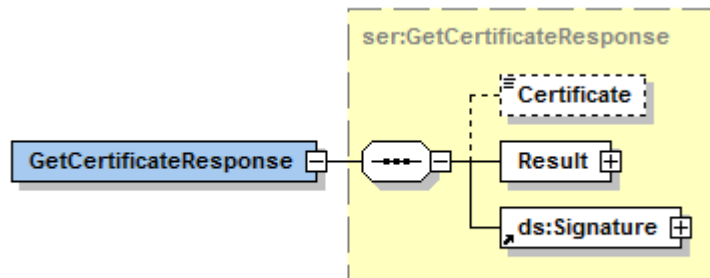 ser:GetCertificateResponse
Certificate
GetCertificateResponse
Result
ds:Signature